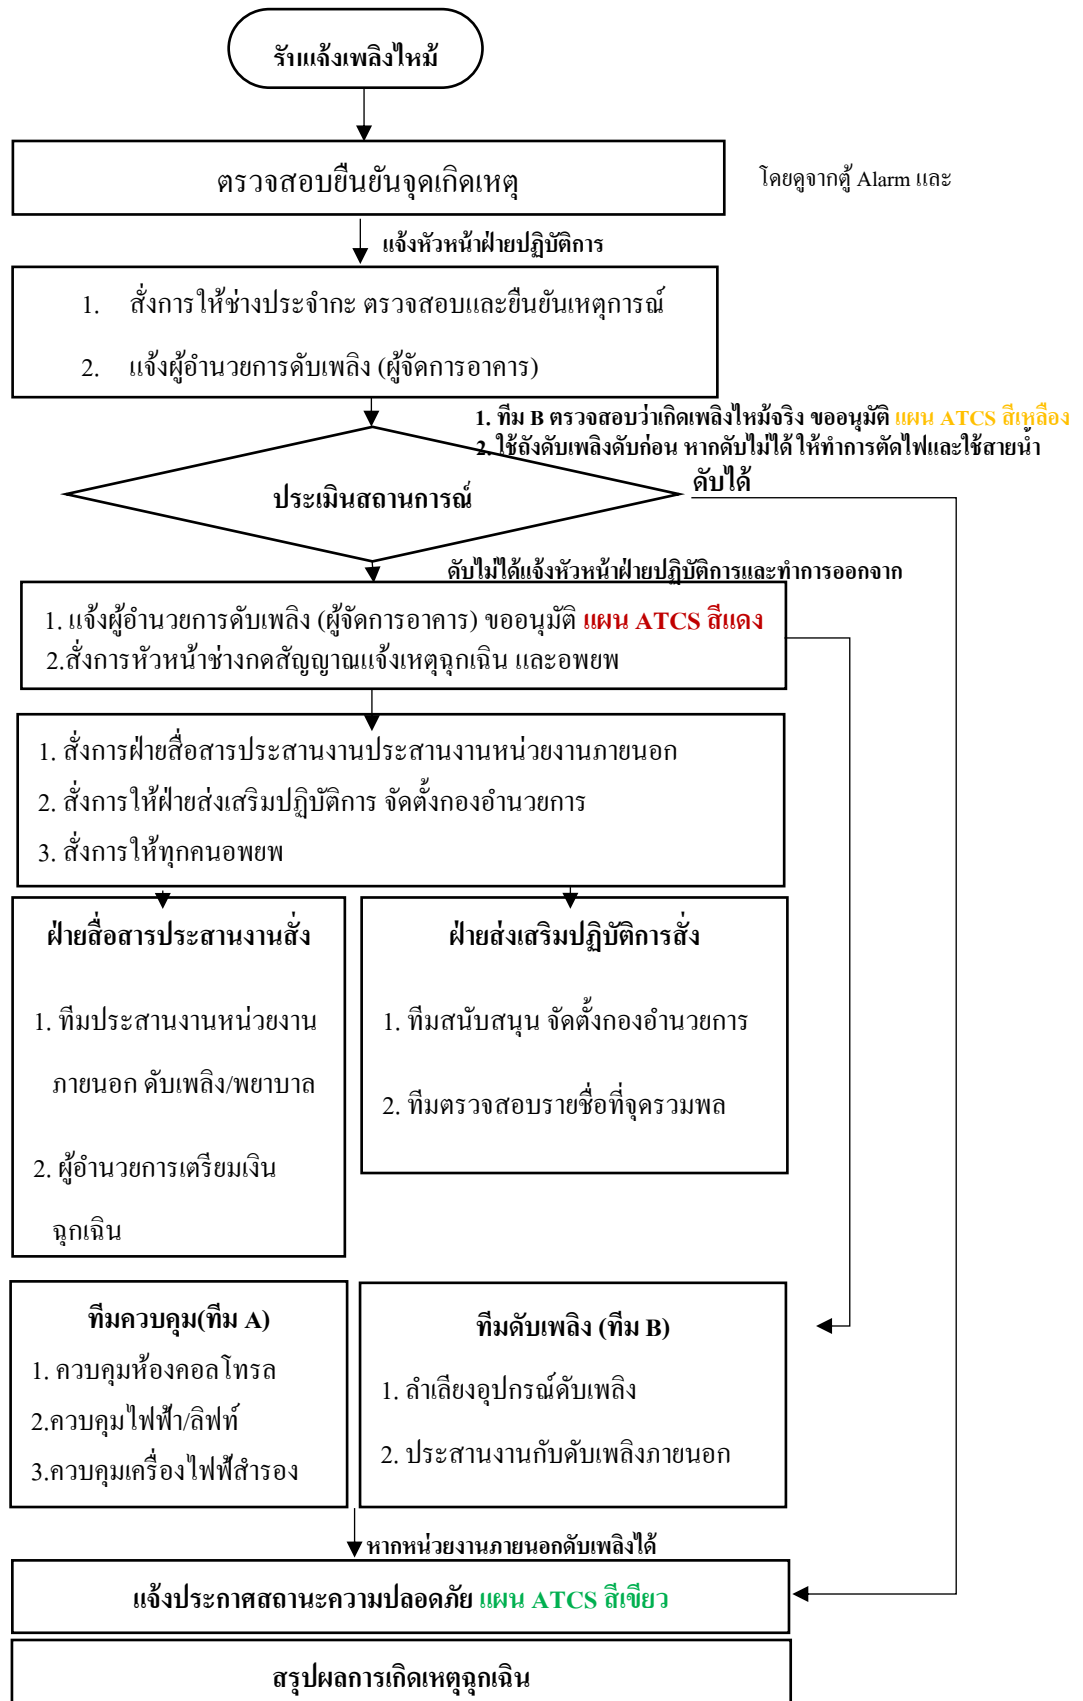 รับแจ้งเพลิงไหม้
ตรวจสอบยืนยันจุดเกิดเหตุ
โดยดูจากตู้ Alarm และ
แจ้งหัวหน้าฝ่ายปฏิบัติการ
1. สั่งการให้ช่างประจำกะ ตรวจสอบและยืนยันเหตุการณ์
2. แจ้งผู้อำนวยการดับเพลิง (ผู้จัดการอาคาร)
1. ทีม B ตรวจสอบว่าเกิดเพลิงไหม้จริง ขออนุมัติ แผน ATCS สีเหลือง
2. ใช้ถังดับเพลิงดับก่อน หากดับไม่ได้ ให้ทำการตัดไฟและใช้สายน้ำ
ดับได้
ประเมินสถานการณ์
ดับไม่ได้แจ้งหัวหน้าฝ่ายปฏิบัติการและทำการออกจาก
1. แจ้งผู้อำนวยการดับเพลิง (ผู้จัดการอาคาร) ขออนุมัติ แผน ATCS สีแดง
2.สั่งการหัวหน้าช่างกดสัญญาณแจ้งเหตุฉุกเฉิน และอพยพ
1. สั่งการฝ่ายสื่อสารประสานงานประสานงานหน่วยงานภายนอก
2. สั่งการให้ฝ่ายส่งเสริมปฏิบัติการ จัดตั้งกองอำนวยการ
3. สั่งการให้ทุกคนอพยพ
ฝ่ายสื่อสารประสานงานสั่ง
1. ทีมประสานงานหน่วยงาน
ภายนอก ดับเพลิง/พยาบาล
2. ผู้อำนวยการเตรียมเงิน
ฉุกเฉิน
ฝ่ายส่งเสริมปฏิบัติการสั่ง
1. ทีมสนับสนุน จัดตั้งกองอำนวยการ
2. ทีมตรวจสอบรายชื่อที่จุดรวมพล
ทีมควบคุม(ทีม A)
1. ควบคุมห้องคอลโทรล
2.ควบคุมไฟฟ้า/ลิฟท์
3.ควบคุมเครื่องไฟฟ้สำรอง
ทีมดับเพลิง (ทีม B)
1. ลำเลียงอุปกรณ์ดับเพลิง
2. ประสานงานกับดับเพลิงภายนอก
หากหน่วยงานภายนอกดับเพลิงได้
แจ้งประกาศสถานะความปลอดภัย แผน ATCS สีเขียว
สรุปผลการเกิดเหตุฉุกเฉิน